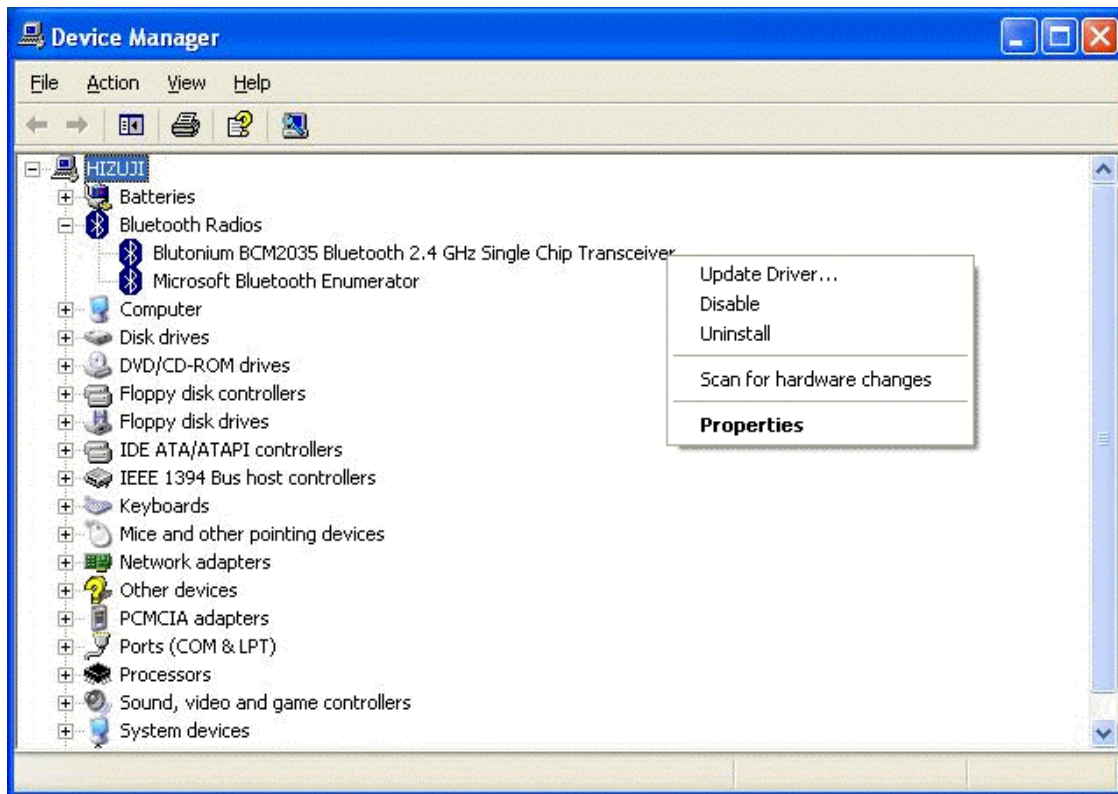 Device Manager
File Action View Help
HIZUJI
Batteries
Bluetooth Radios
Blutonium BCM2035 Bluetooth 2.4 GHz Single Chip Transceiver
Microsoft Bluetooth Enumerator
Computer
Disk drives
DVD/CD-ROM drives
Floppy disk controllers
Floppy disk drives
IDE ATA/ATAPI controllers
IEEE 1394 Bus host controllers
Keyboards
Mice and other pointing devices
Network adapters
Other devices
PCMCIA adapters
Ports (COM & LPT)
Processors
Sound, video and game controllers
System devices
Update Driver...
Disable
Uninstall
Scan for hardware changes
Properties